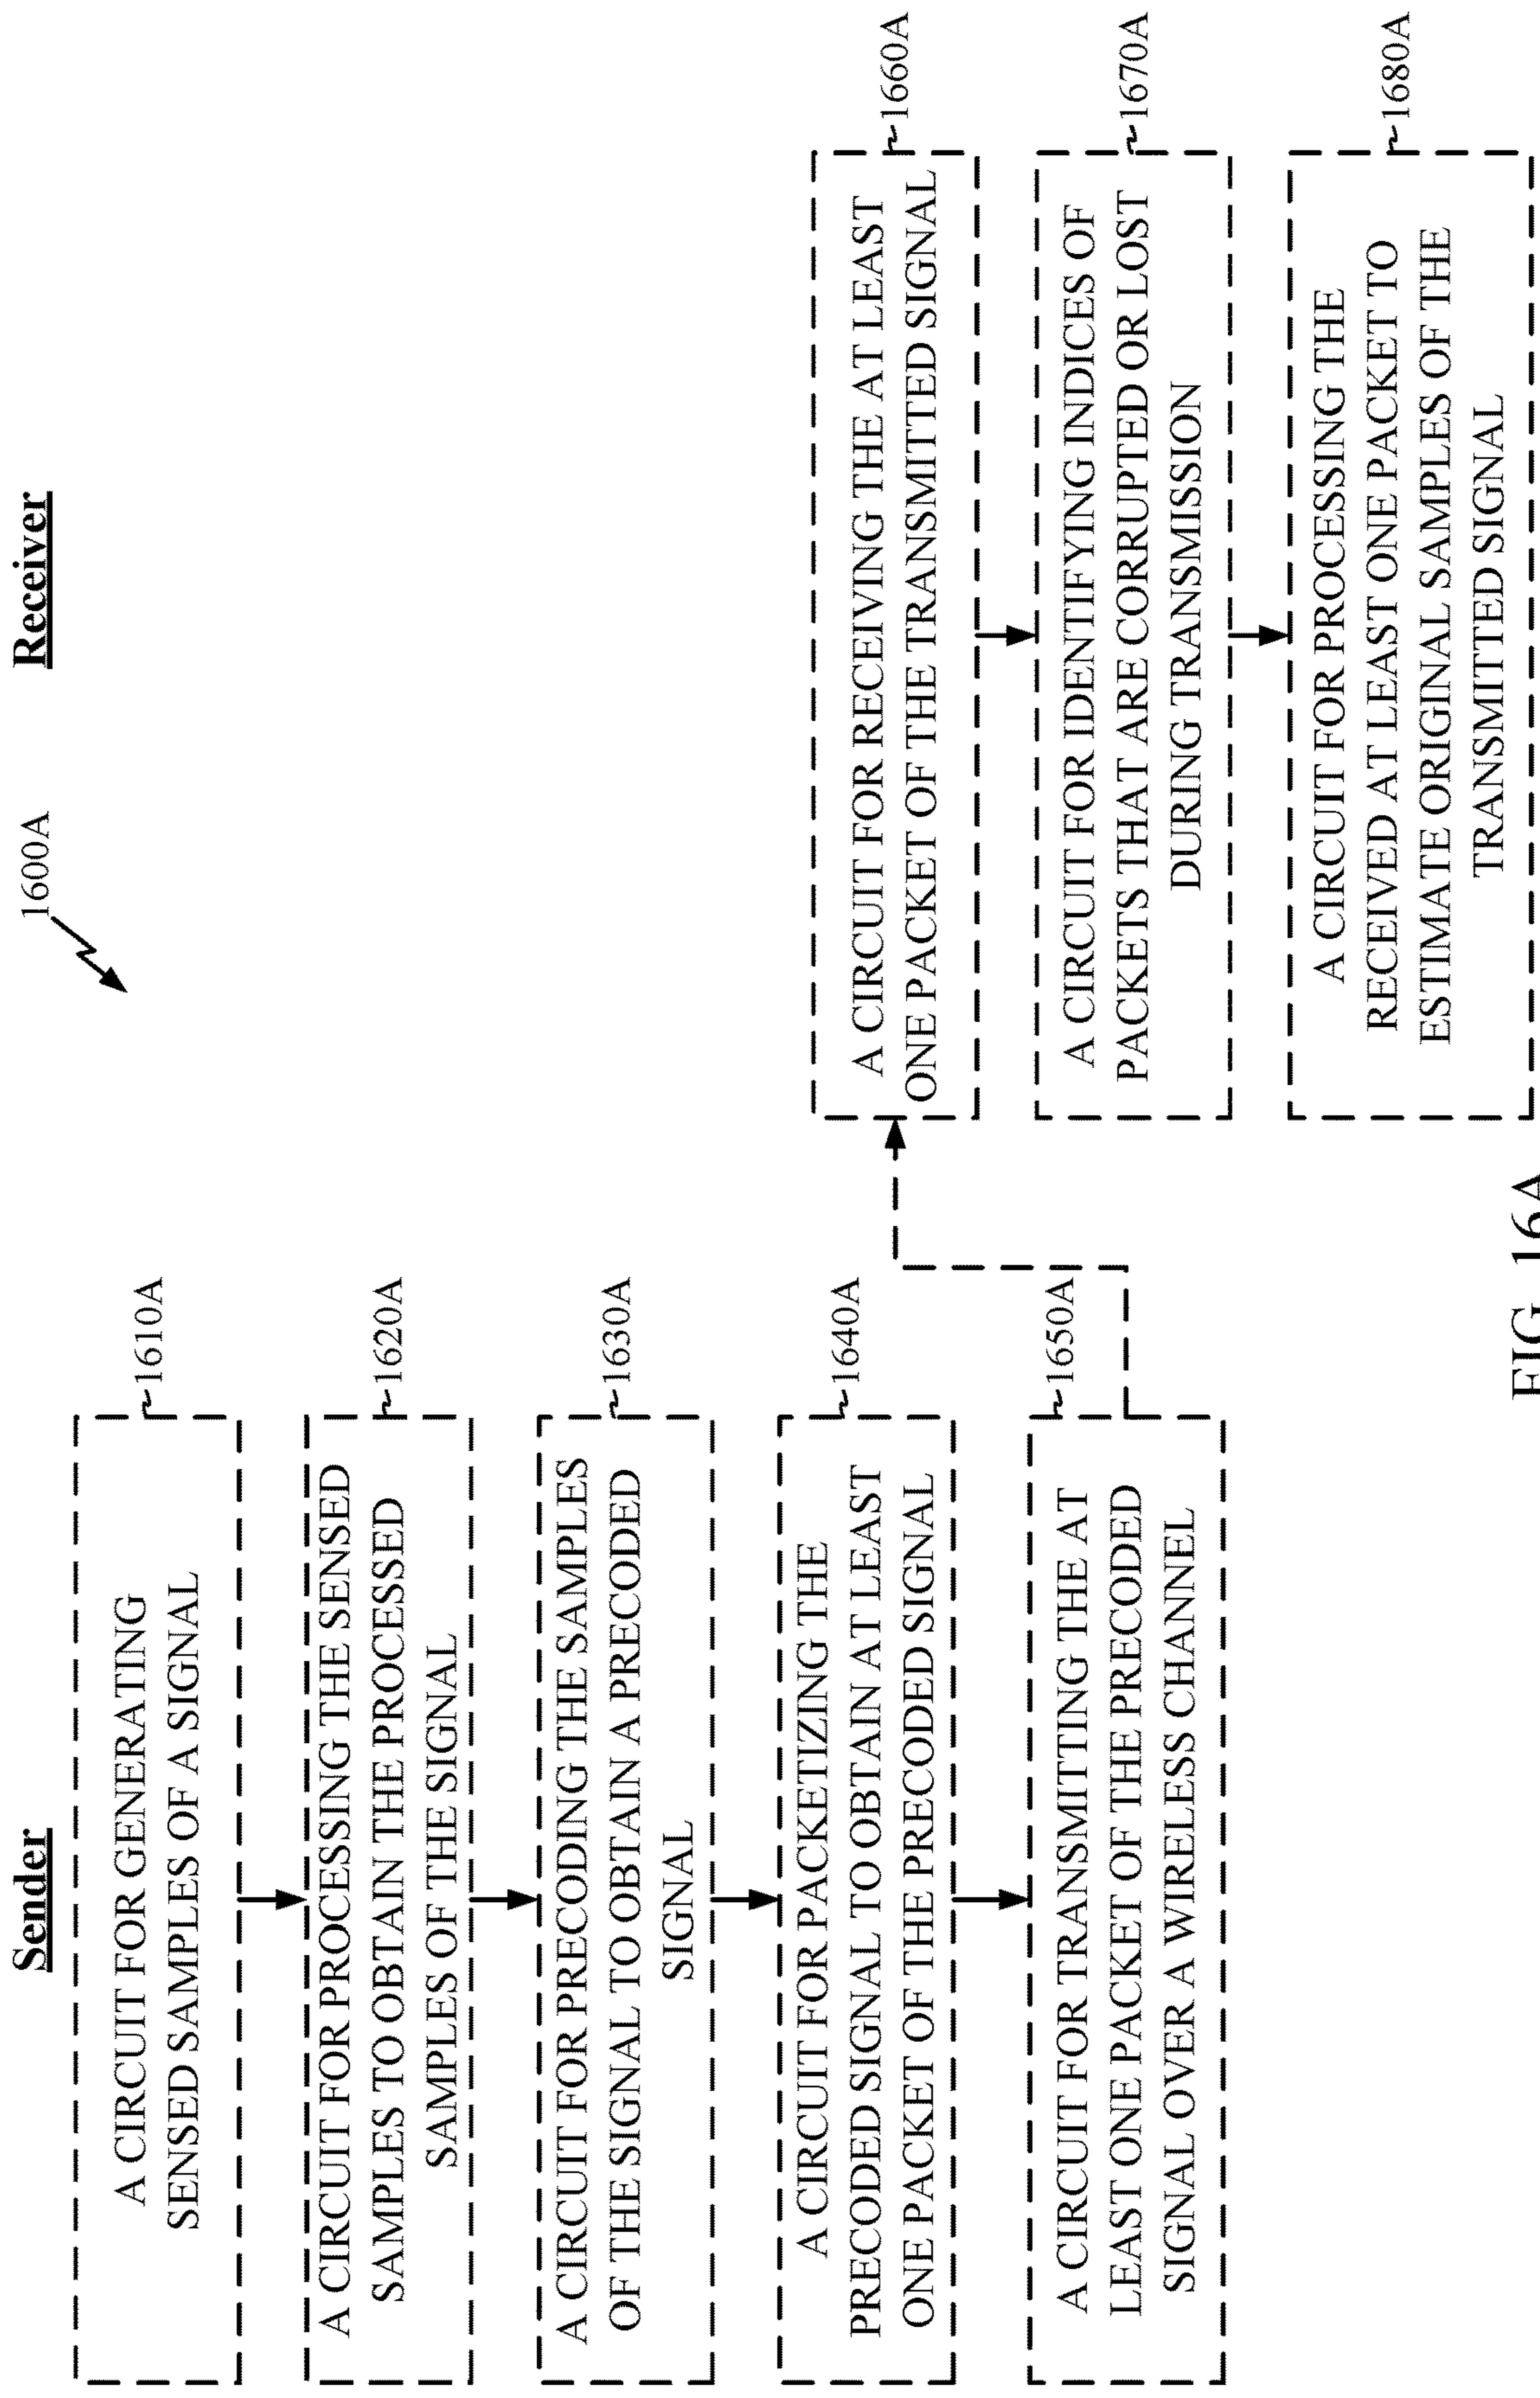 1600A
Sender
A CIRCUIT FOR GENERATING
SENSED SAMPLES OF A SIGNAL
1610A
A CIRCUIT FOR PROCESSING THE SENSED
SAMPLES TO OBTAIN THE PROCESSED
SAMPLES OF THE SIGNAL
1620A
A CIRCUIT FOR PRECODING THE SAMPLES
OF THE SIGNAL TO OBTAIN A PRECODED
SIGNAL
1630A
A CIRCUIT FOR PACKETIZING THE
PRECODED SIGNAL TO OBTAIN AT LEAST
ONE PACKET OF THE PRECODED SIGNAL
1640A
A CIRCUIT FOR TRANSMITTING THE AT
LEAST ONE PACKET OF THE PRECODED
SIGNAL OVER A WIRELESS CHANNEL
1650A
Receiver
A CIRCUIT FOR RECEIVING THE AT LEAST
ONE PACKET OF THE TRANSMITTED SIGNAL
1660A
A CIRCUIT FOR IDENTIFYING INDICES OF
PACKETS THAT ARE CORRUPTED OR LOST
DURING TRANSMISSION
1670A
A CIRCUIT FOR PROCESSING THE
RECEIVED AT LEAST ONE PACKET TO
ESTIMATE ORIGINAL SAMPLES OF THE
TRANSMITTED SIGNAL
1680A
FIG. 16A